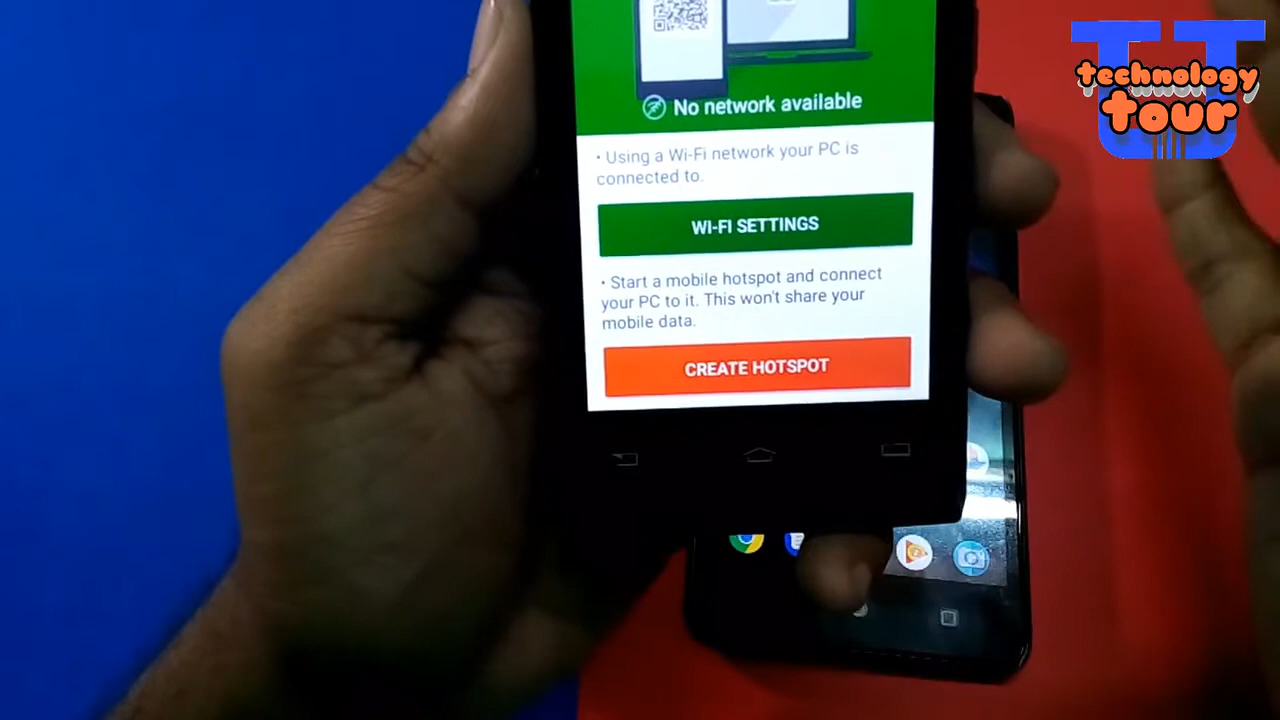 technology
tour
No network available
• Using a Wi-Fi network your PC is
connected to.
WI-FI SETTINGS
• Start a mobile hotspot and connect
your PC to it. This won't share your
mobile data.
CREATE HOTSPOT